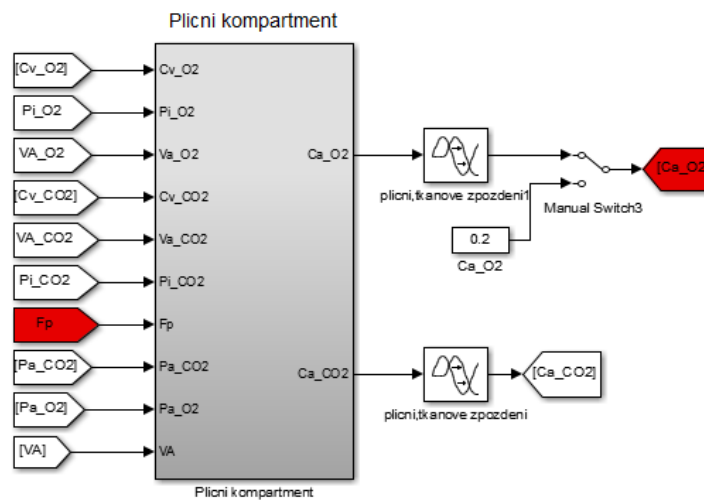 Plicni kompartment
[Cv_O2]
Cv_O2
Pi_O2
Pi_O2
VA_O2
Va_O2
Ca_O2
[Ca_O2
plicni,tkanove zpozdeni1
Manual Switch3
[Cv_CO2]
Cv_CO2
VA_CO2
Va_CO2
0.2
Ca_O2
Pi_CO2
Pi_CO2
Fp
Fp
[Pa_CO2]
Pa_CO2
Ca_CO2
[Ca_CO2]
plicni,tkanove zpozdeni
[Pa_O2]
Pa_O2
[VA]
VA
Plicni kompartment